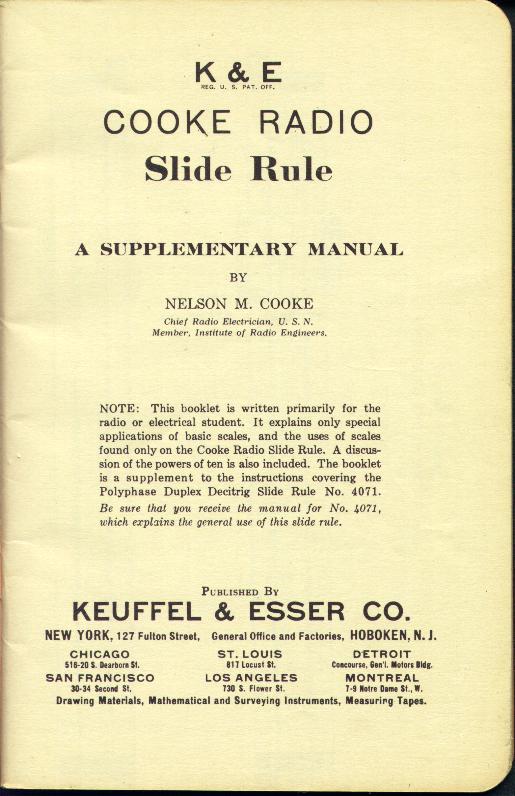 K & E
REG. U. S. PAT. OFF.
COOKE RADIO
Slide Rule
A SUPPLEMENTARY MANUAL
BY
NELSON M. COOKE
Chief Radio Electrician, U. S. N.
Member, Institute of Radio Engineers.
NOTE: This booklet is written primarily for the
radio or electrical student. It explains only special
applications of basic scales, and the uses of scales
found only on the Cooke Radio Slide Rule. A discus-
sion of the powers of ten is also included. The booklet
is a supplement to the instructions covering the
Polyphase Duplex Decitrig Slide Rule No. 4071.
Be sure that you receive the manual for No. 4071,
which explains the general use of this slide rule.
PUBLISHED BY
KEUFFEL & ESSER CO.
NEW YORK, 127 Fulton Street, General Office and Factories, HOBOKEN, N. J.
CHICAGO ST. LOUIS DETROIT
516-20 S. Dearborn St. 817 Locust St. Concourse, Gen'l. Motors Bldg.
SAN FRANCISCO LOS ANGELES MONTREAL
30-34 Second St. 730 S. Flower St. 7-9 Notre Dame St., W.
Drawing Materials, Mathematical and Surveying Instruments, Measuring Tapes.